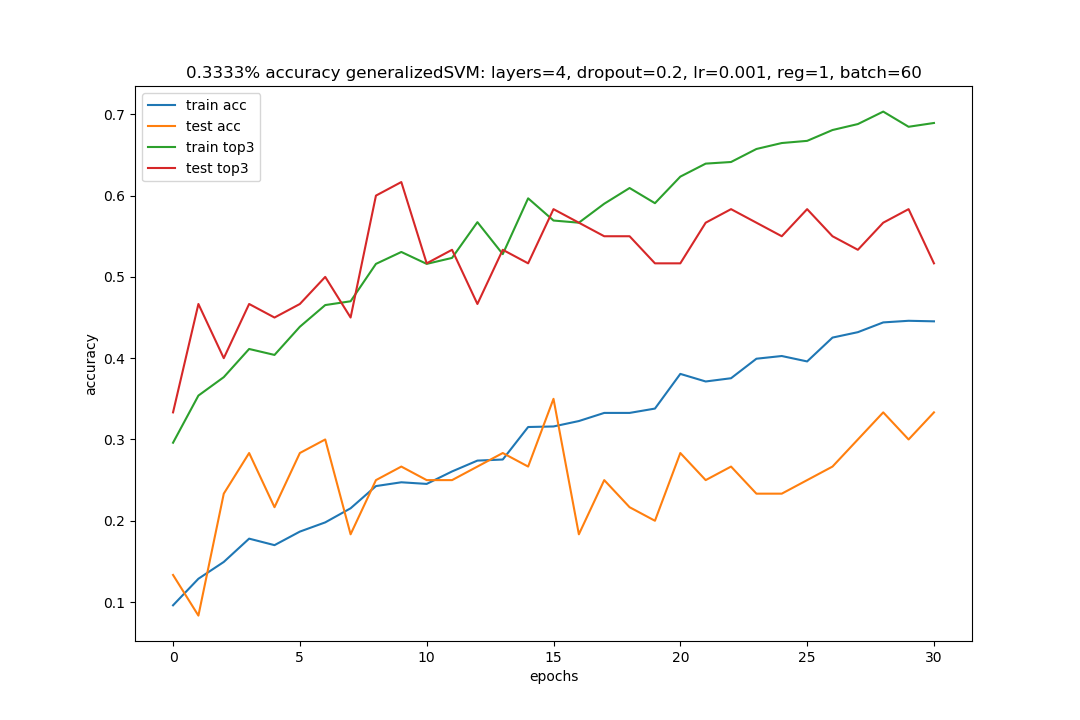 0.3333% accuracy generalizedSVM: layers=4, dropout=0.2, lr=0.001, reg=1, batch=60
train acc
test acc
train top3
test top3
0.7
0.6
0.5
0.4
0.3
0.2
0.1
accuracy
0 5 10 15 20 25 30
epochs